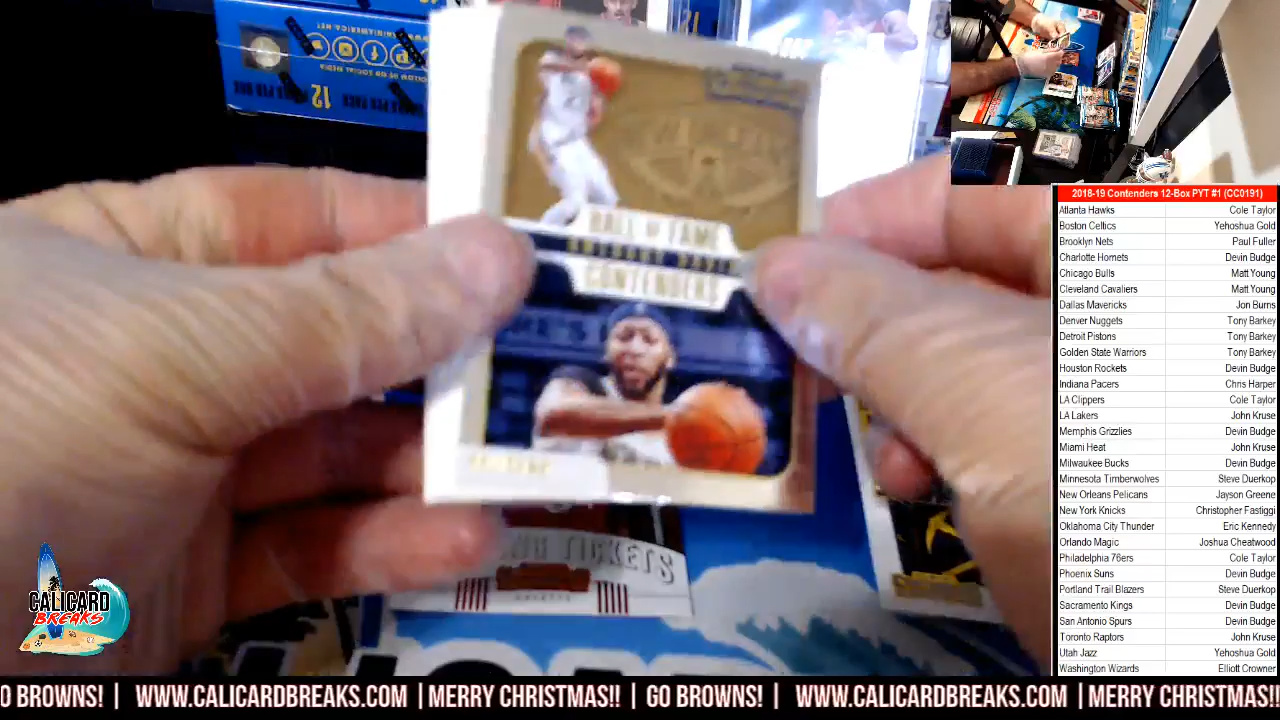 12
HALL of FAME
ANTHONY DAVIS
CONTENDERS
TICKETS
2018-19 Contenders 12-Box PYT #1 (CC0191)
Atlanta Hawks Cole Taylor
Boston Celtics Yehoshua Gold
Brooklyn Nets Paul Fuller
Charlotte Hornets Devin Budge
Chicago Bulls Matt Young
Cleveland Cavaliers Matt Young
Dallas Mavericks Jon Burns
Denver Nuggets Tony Barkey
Detroit Pistons Tony Barkey
Golden State Warriors Tony Barkey
Houston Rockets Devin Budge
Indiana Pacers Chris Harper
LA Clippers Cole Taylor
LA Lakers John Kruse
Memphis Grizzlies Devin Budge
Miami Heat John Kruse
Milwaukee Bucks Devin Budge
Minnesota Timberwolves Steve Duerkop
New Orleans Pelicans Jayson Greene
New York Knicks Christopher Fastiggi
Oklahoma City Thunder Eric Kennedy
Orlando Magic Joshua Cheatwood
Philadelphia 76ers Cole Taylor
Phoenix Suns Devin Budge
Portland Trail Blazers Steve Duerkop
Sacramento Kings Devin Budge
San Antonio Spurs Devin Budge
Toronto Raptors John Kruse
Utah Jazz Yehoshua Gold
Washington Wizards Elliott Crowner
CALICARD
BREAKS
O BROWNS! | WWW.CALICARDBREAKS.COM | MERRY CHRISTMAS!! | GO BROWNS! | WWW.CALICARDBREAKS.COM | MERRY CHRISTMAS!!